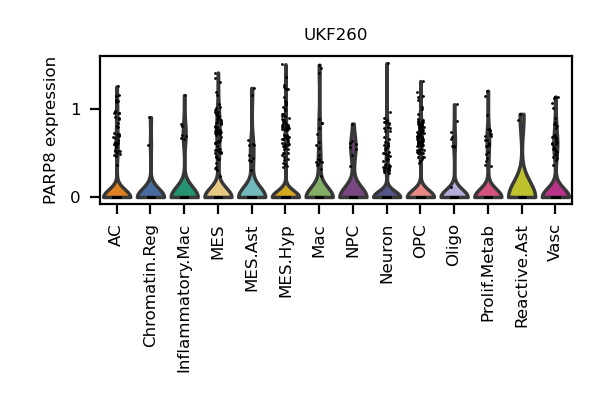 UKF260
PARP8 expression
1
0
AC
Chromatin.Reg
Inflammatory.Mac
MES
MES.Ast
MES.Hyp
Mac
NPC
Neuron
OPC
Oligo
Prolif.Metab
Reactive.Ast
Vasc